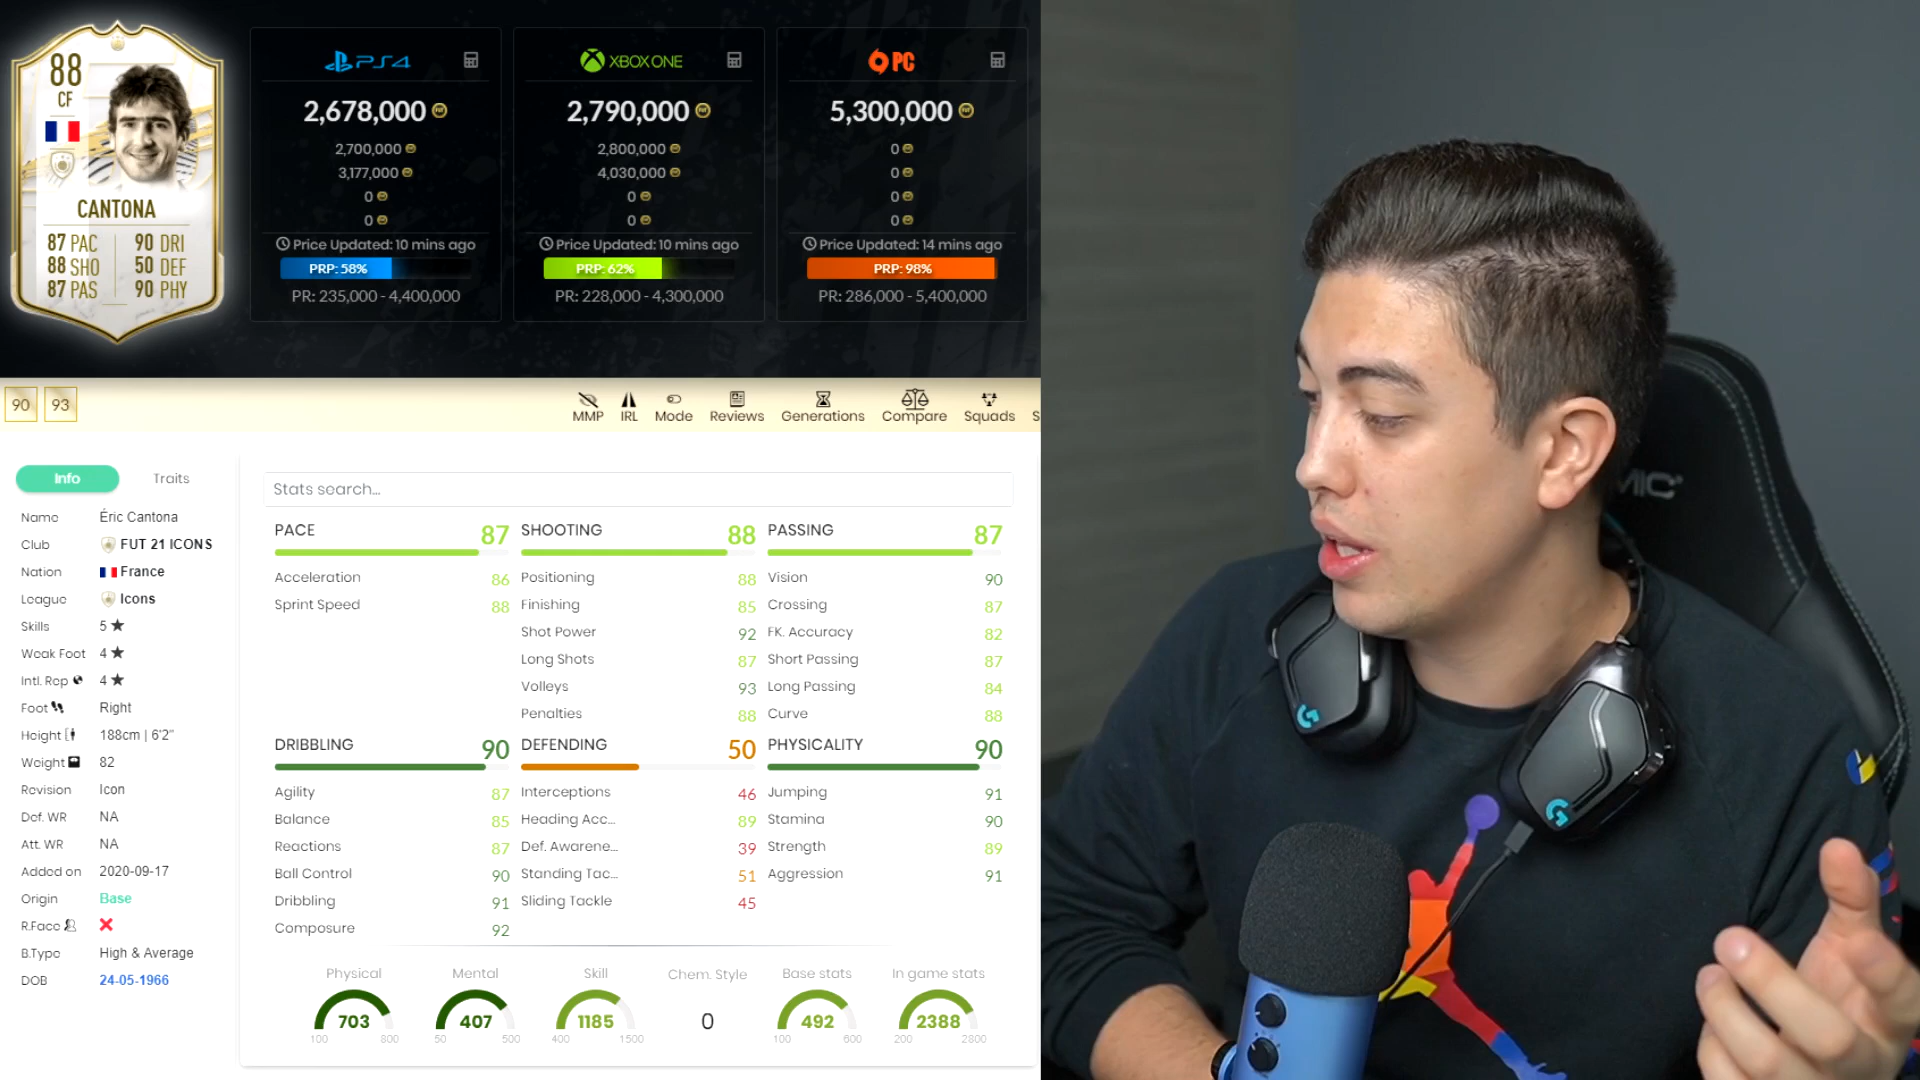 88
CF
CANTONA
87 PAC 90 DRI
88 SHO 50 DEF
87 PAS 90 PHY
PS4
2,678,000
2,700,000
3,177,000
0
0
Price Updated: 10 mins ago
PRP: 58%
PR: 235,000 - 4,400,000
XBOX ONE
2,790,000
2,800,000
4,030,000
0
0
Price Updated: 10 mins ago
PRP: 62%
PR: 228,000 - 4,300,000
PC
5,300,000
0
0
0
0
Price Updated: 14 mins ago
PRP: 98%
PR: 286,000 - 5,400,000
90 93
MMP IRL Mode Reviews Generations Compare Squads S
Info Traits
Name Éric Cantona
Club FUT 21 ICONS
Nation France
League Icons
Skills 5
Weak Foot 4
Intl. Rep 4
Foot Right
Height 188cm | 6'2"
Weight 82
Revision Icon
Def. WR NA
Att. WR NA
Added on 2020-09-17
Origin Base
R.Face
B.Type High & Average
DOB 24-05-1966
Stats search...
PACE 87
Acceleration 86
Sprint Speed 88
SHOOTING 88
Positioning 88
Finishing 85
Shot Power 92
Long Shots 87
Volleys 93
Penalties 88
PASSING 87
Vision 90
Crossing 87
FK. Accuracy 82
Short Passing 87
Long Passing 84
Curve 88
DRIBBLING 90
Agility 87
Balance 85
Reactions 87
Ball Control 90
Dribbling 91
Composure 92
DEFENDING 50
Interceptions 46
Heading Acc... 89
Def. Awarene... 39
Standing Tac... 51
Sliding Tackle 45
PHYSICALITY 90
Jumping 91
Stamina 90
Strength 89
Aggression 91
Physical
703
100 800
Mental
407
50 500
Skill
1185
400 1500
Chem. Style
0
Base stats
492
100 600
In game stats
2388
200 2800